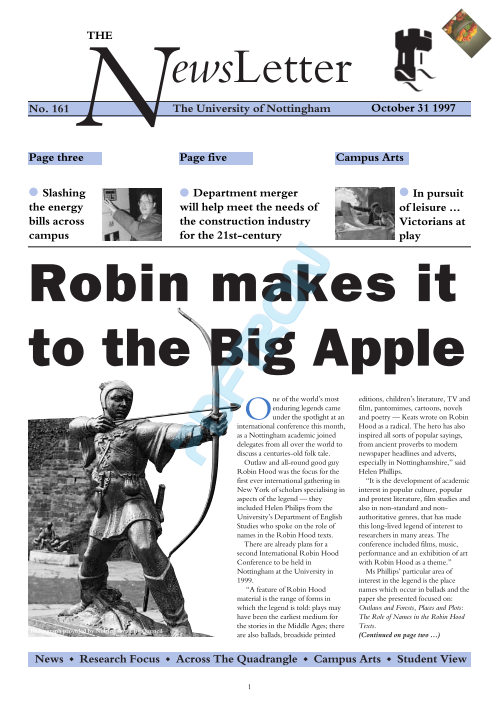 THE
NewsLetter
No. 161
The University of Nottingham
October 31 1997
Page three
Slashing
the energy
bills across
campus
Page five
Department merger
will help meet the needs of
the construction industry
for the 21st-century
Campus Arts
In pursuit
of leisure …
Victorians at
play
Robin makes it
to the Big Apple
One of the world's most
enduring legends came
under the spotlight at an
international conference this month,
as a Nottingham academic joined
delegates from all over the world to
discuss a centuries-old folk tale.
Outlaw and all-round good guy
Robin Hood was the focus for the
first ever international gathering in
New York of scholars specialising in
aspects of the legend — they
included Helen Philips from the
University's Department of English
Studies who spoke on the role of
names in the Robin Hood texts.
There are already plans for a
second International Robin Hood
Conference to be held in
Nottingham at the University in
1999.
"A feature of Robin Hood
material is the range of forms in
which the legend is told: plays may
have been the earliest medium for
the stories in the Middle Ages; there
are also ballads, broadside printed
editions, children's literature, TV and
film, pantomimes, cartoons, novels
and poetry — Keats wrote on Robin
Hood as a radical. The hero has also
inspired all sorts of popular sayings,
from ancient proverbs to modern
newspaper headlines and adverts,
especially in Nottinghamshire," said
Helen Phillips.
"It is the development of academic
interest in popular culture, popular
and protest literature, film studies and
also in non-standard and non-
authoritative genres, that has made
this long-lived legend of interest to
researchers in many areas. The
conference included films, music,
performance and an exhibition of art
with Robin Hood as a theme."
Ms Phillips' particular area of
interest in the legend is the place
names which occur in ballads and the
paper she presented focused on:
Outlaws and Forests, Places and Plots:
The Role of Names in the Robin Hood
Texts.
(Continued on page two …)
News • Research Focus • Across The Quadrangle • Campus Arts • Student View
1